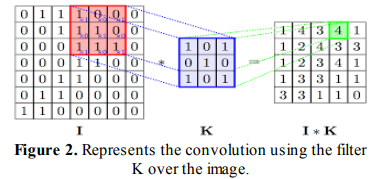 0 1 1 1 0 0 0
0 0 1 1 1 0 0
0 0 0 1 1 1 0
0 0 0 1 1 0 0
0 0 1 1 0 0 0
0 1 1 0 0 0 0
1 1 0 0 0 0 0
I
*
1 0 1
0 1 0
1 0 1
K
=
1 4 3 4 1
1 2 4 3 3
1 2 3 4 1
1 3 3 1 1
3 3 1 1 0
I ∗ K
Figure 2. Represents the convolution using the filter
K over the image.